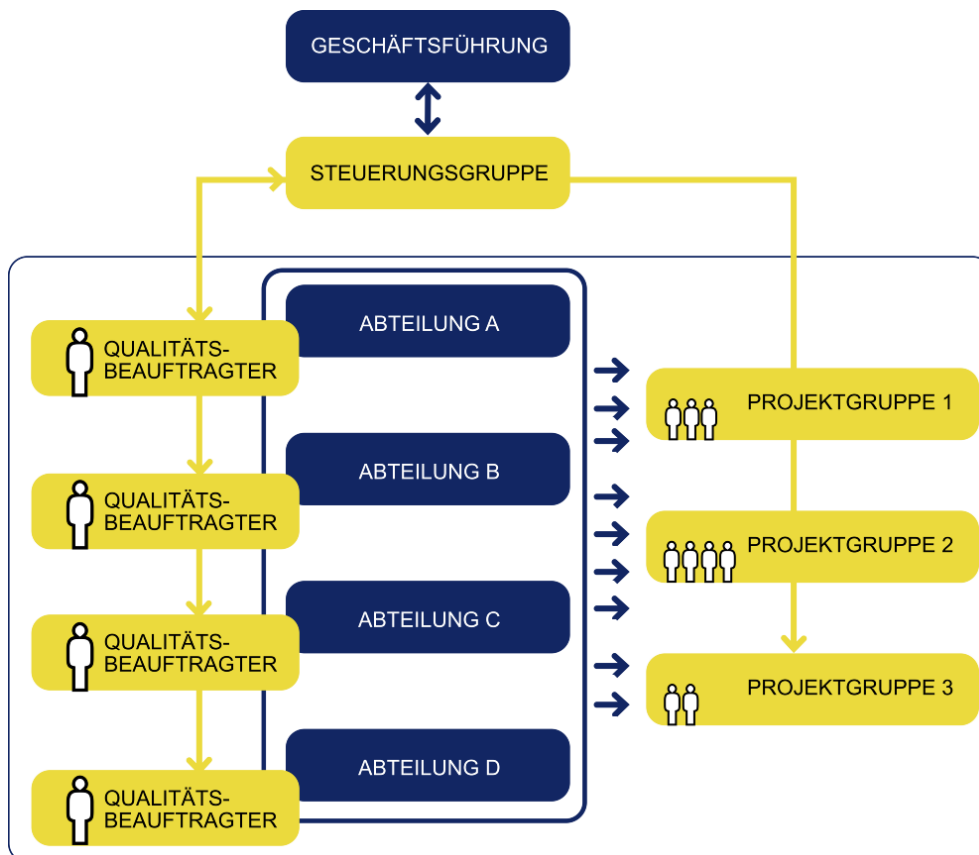 GESCHÄFTSFÜHRUNG
STEUERUNGSGRUPPE
ABTEILUNG A
QUALITÄTS-
BEAUFTRAGTER
PROJEKTGRUPPE 1
ABTEILUNG B
QUALITÄTS-
BEAUFTRAGTER
PROJEKTGRUPPE 2
ABTEILUNG C
QUALITÄTS-
BEAUFTRAGTER
PROJEKTGRUPPE 3
ABTEILUNG D
QUALITÄTS-
BEAUFTRAGTER